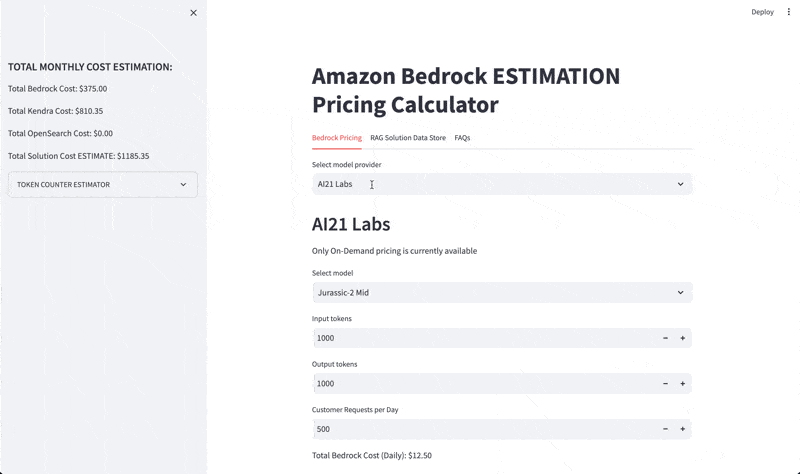 Deploy
TOTAL MONTHLY COST ESTIMATION:
Total Bedrock Cost: $375.00
Total Kendra Cost: $810.35
Total OpenSearch Cost: $0.00
Total Solution Cost ESTIMATE: $1185.35
TOKEN COUNTER ESTIMATOR
Amazon Bedrock ESTIMATION
Pricing Calculator
Bedrock Pricing RAG Solution Data Store FAQs
Select model provider
AI21 Labs
AI21 Labs
Only On-Demand pricing is currently available
Select model
Jurassic-2 Mid
Input tokens
1000
Output tokens
1000
Customer Requests per Day
500
Total Bedrock Cost (Daily): $12.50